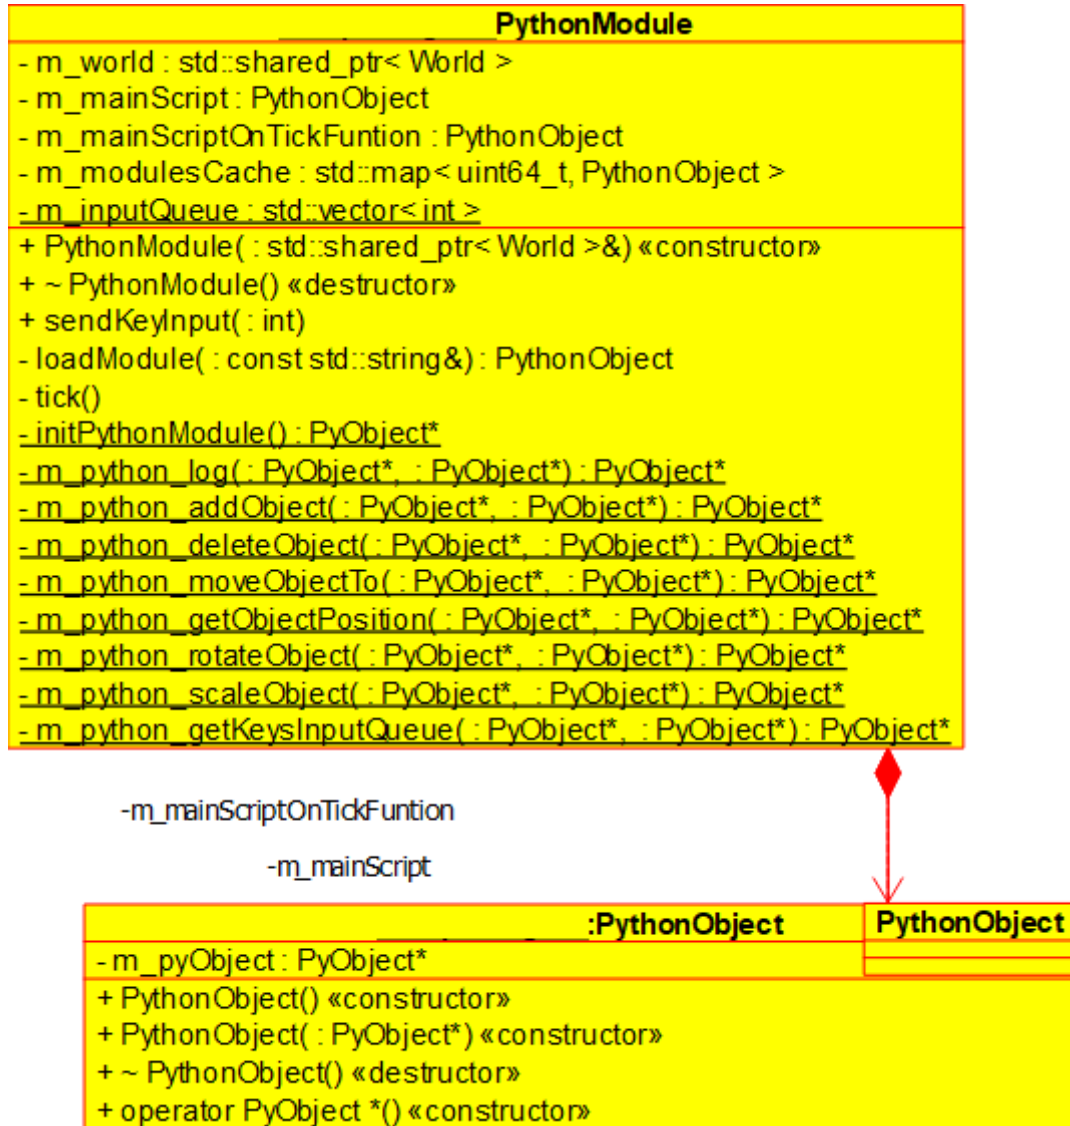 PythonModule
- m_world : std::shared_ptr< World >
- m_mainScript : PythonObject
- m_mainScriptOnTickFuntion : PythonObject
- m_modulesCache : std::map< uint64_t, PythonObject >
- m_inputQueue : std::vector< int >
+ PythonModule( : std::shared_ptr< World >&) «constructor»
+ ~ PythonModule() «destructor»
+ sendKeyInput( : int)
- loadModule( : const std::string&) : PythonObject
- tick()
- initPythonModule() : PyObject*
- m_python_log( : PyObject*, : PyObject*) : PyObject*
- m_python_addObject( : PyObject*, : PyObject*) : PyObject*
- m_python_deleteObject( : PyObject*, : PyObject*) : PyObject*
- m_python_moveObjectTo( : PyObject*, : PyObject*) : PyObject*
- m_python_getObjectPosition( : PyObject*, : PyObject*) : PyObject*
- m_python_rotateObject( : PyObject*, : PyObject*) : PyObject*
- m_python_scaleObject( : PyObject*, : PyObject*) : PyObject*
- m_python_getKeysInputQueue( : PyObject*, : PyObject*) : PyObject*
-m_mainScriptOnTickFuntion
-m_mainScript
:PythonObject
PythonObject
- m_pyObject : PyObject*
+ PythonObject() «constructor»
+ PythonObject( : PyObject*) «constructor»
+ ~ PythonObject() «destructor»
+ operator PyObject *() «constructor»